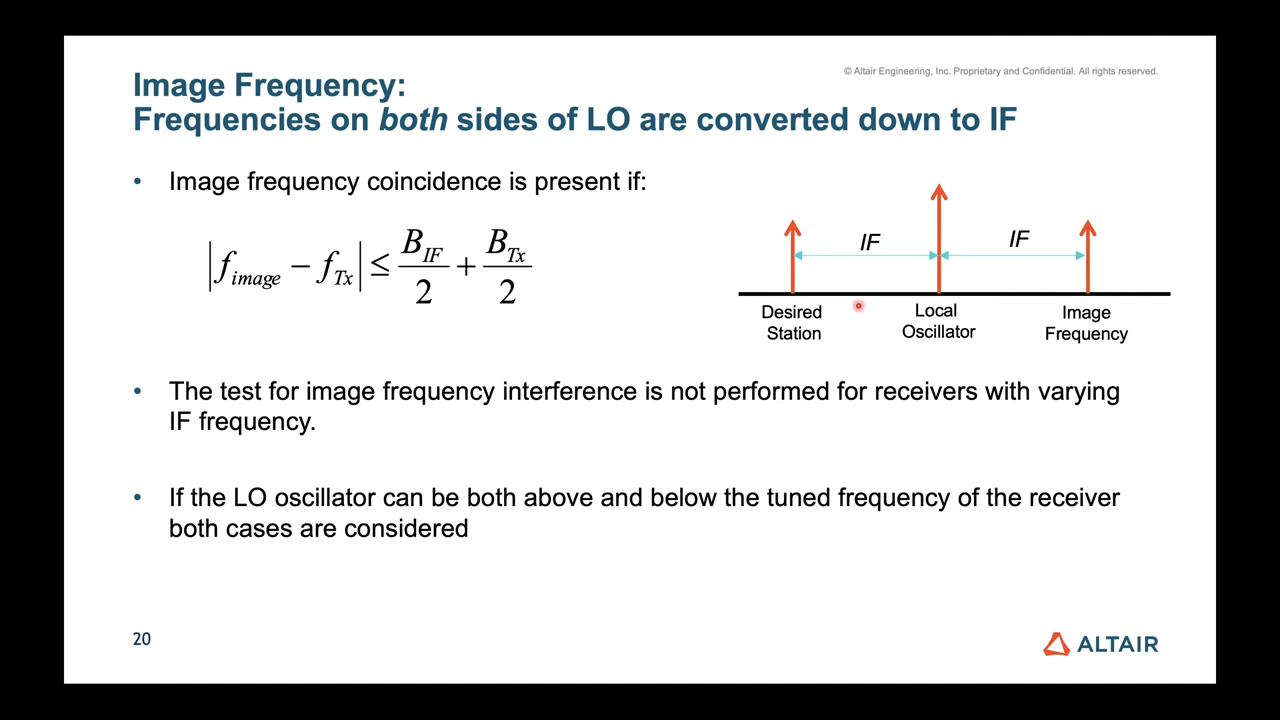 © Altair Engineering, Inc. Proprietary and Confidential. All rights reserved.
Image Frequency:
Frequencies on both sides of LO are converted down to IF
• Image frequency coincidence is present if:
|f_image − f_Tx| ≤ B_IF/2 + B_Tx/2
IF
IF
Desired
Station
Local
Oscillator
Image
Frequency
• The test for image frequency interference is not performed for receivers with varying
IF frequency.
• If the LO oscillator can be both above and below the tuned frequency of the receiver
both cases are considered
20
ALTAIR